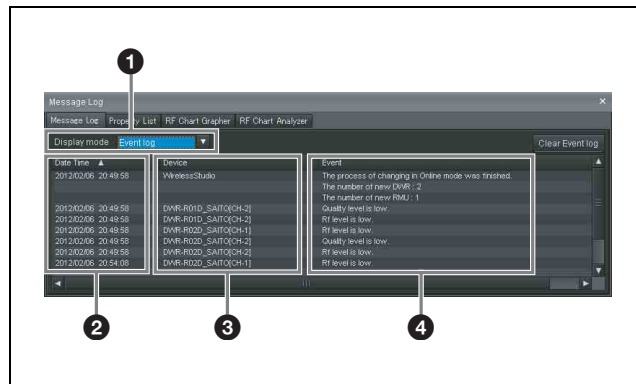 1
Message Log ×
Message Log Property List RF Chart Grapher RF Chart Analyzer
Display mode Event log ▼ Clear Event log
Date Time ▲ Device Event
2012/02/06 20:49:58 WirelessStudio The process of changing in Online mode was finished.
The number of new DWR : 2
The number of new RMU : 1
2012/02/06 20:49:58 DWR-R01D_SAITO[CH-2] Quality level is low.
2012/02/06 20:49:58 DWR-R01D_SAITO[CH-2] Rf level is low.
2012/02/06 20:49:58 DWR-R02D_SAITO[CH-1] Rf level is low.
2012/02/06 20:49:58 DWR-R02D_SAITO[CH-2] Quality level is low.
2012/02/06 20:49:58 DWR-R02D_SAITO[CH-2] Rf level is low.
2012/02/06 20:54:08 DWR-R02D_SAITO[CH-1] Rf level is low.
2 3 4